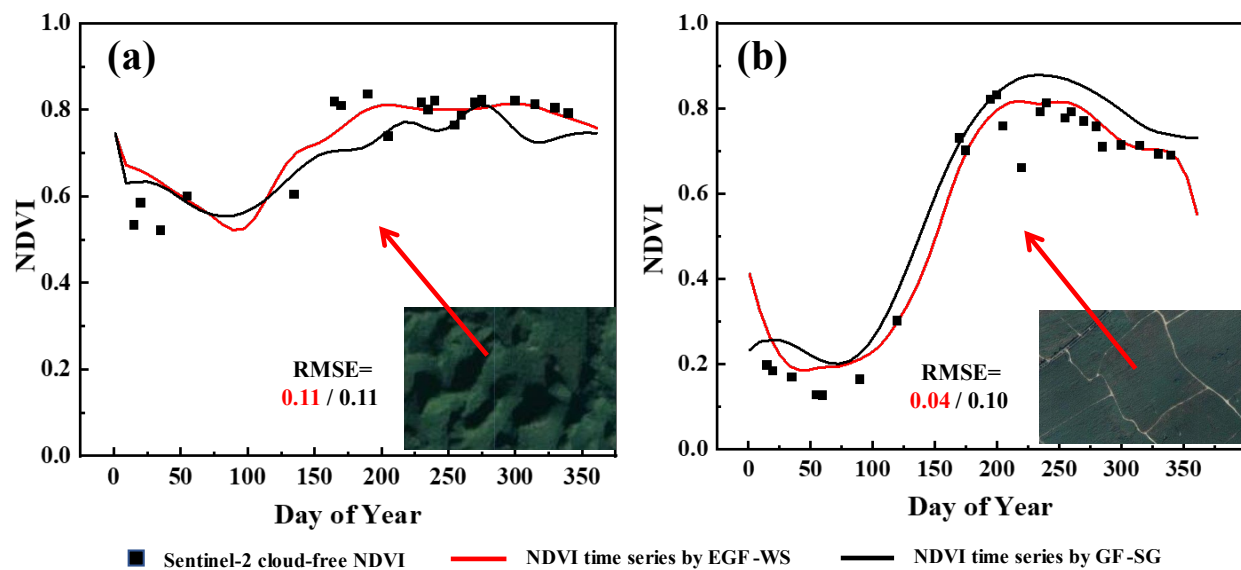 (a)
1.0
0.8
0.6
0.4
0.2
0.0
NDVI
0 50 100 150 200 250 300 350
Day of Year
RMSE=
0.11 / 0.11
(b)
1.0
0.8
0.6
0.4
0.2
0.0
NDVI
0 50 100 150 200 250 300 350
Day of Year
RMSE=
0.04 / 0.10
Sentinel-2 cloud-free NDVI NDVI time series by EGF-WS NDVI time series by GF-SG